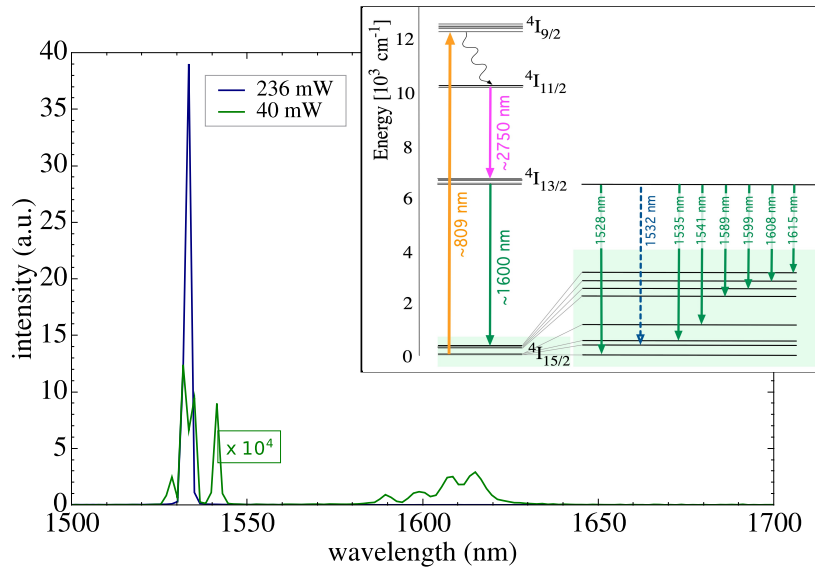 40
35
30
25
20
15
10
5
0
intensity (a.u.)
236 mW
40 mW
x 10⁴
1500
1550
1600
1650
1700
wavelength (nm)
Energy [10³ cm⁻¹]
12
10
8
6
4
2
0
⁴I₉/₂
⁴I₁₁/₂
⁴I₁₃/₂
⁴I₁₅/₂
~809 nm
~2750 nm
~1600 nm
1528 nm
1532 nm
1535 nm
1541 nm
1589 nm
1599 nm
1608 nm
1615 nm